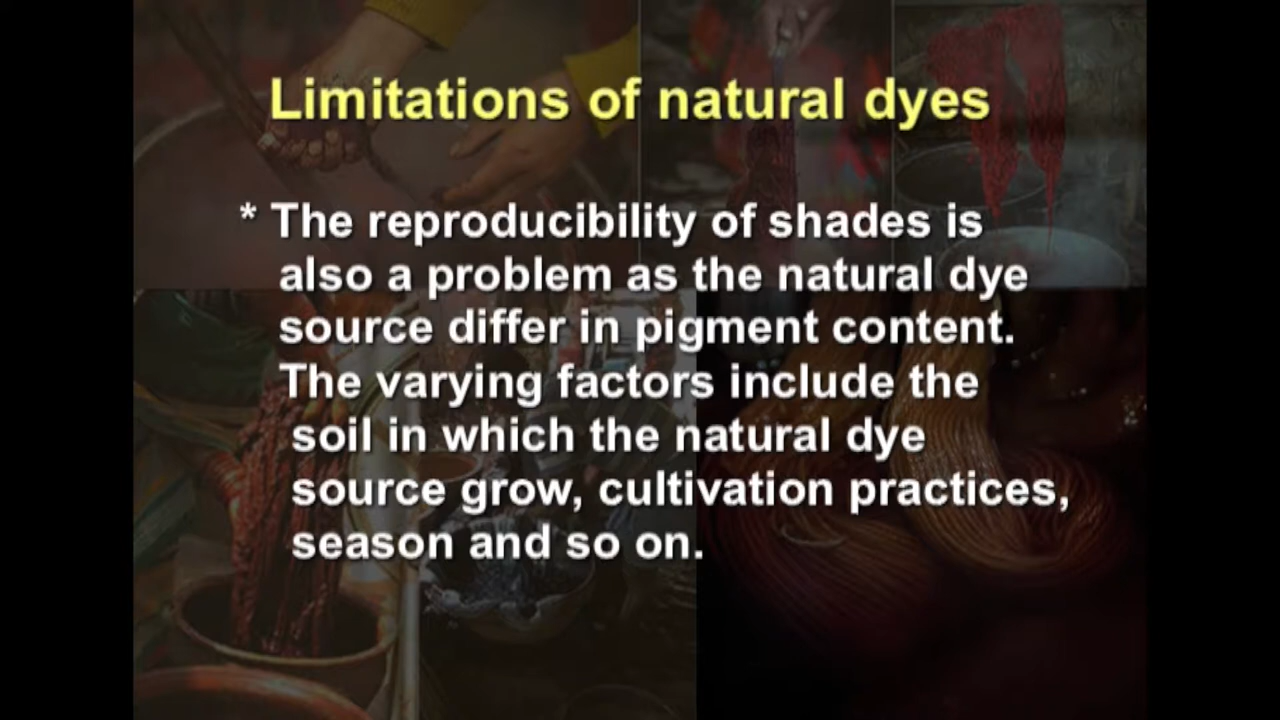 Limitations of natural dyes
* The reproducibility of shades is
also a problem as the natural dye
source differ in pigment content.
The varying factors include the
soil in which the natural dye
source grow, cultivation practices,
season and so on.